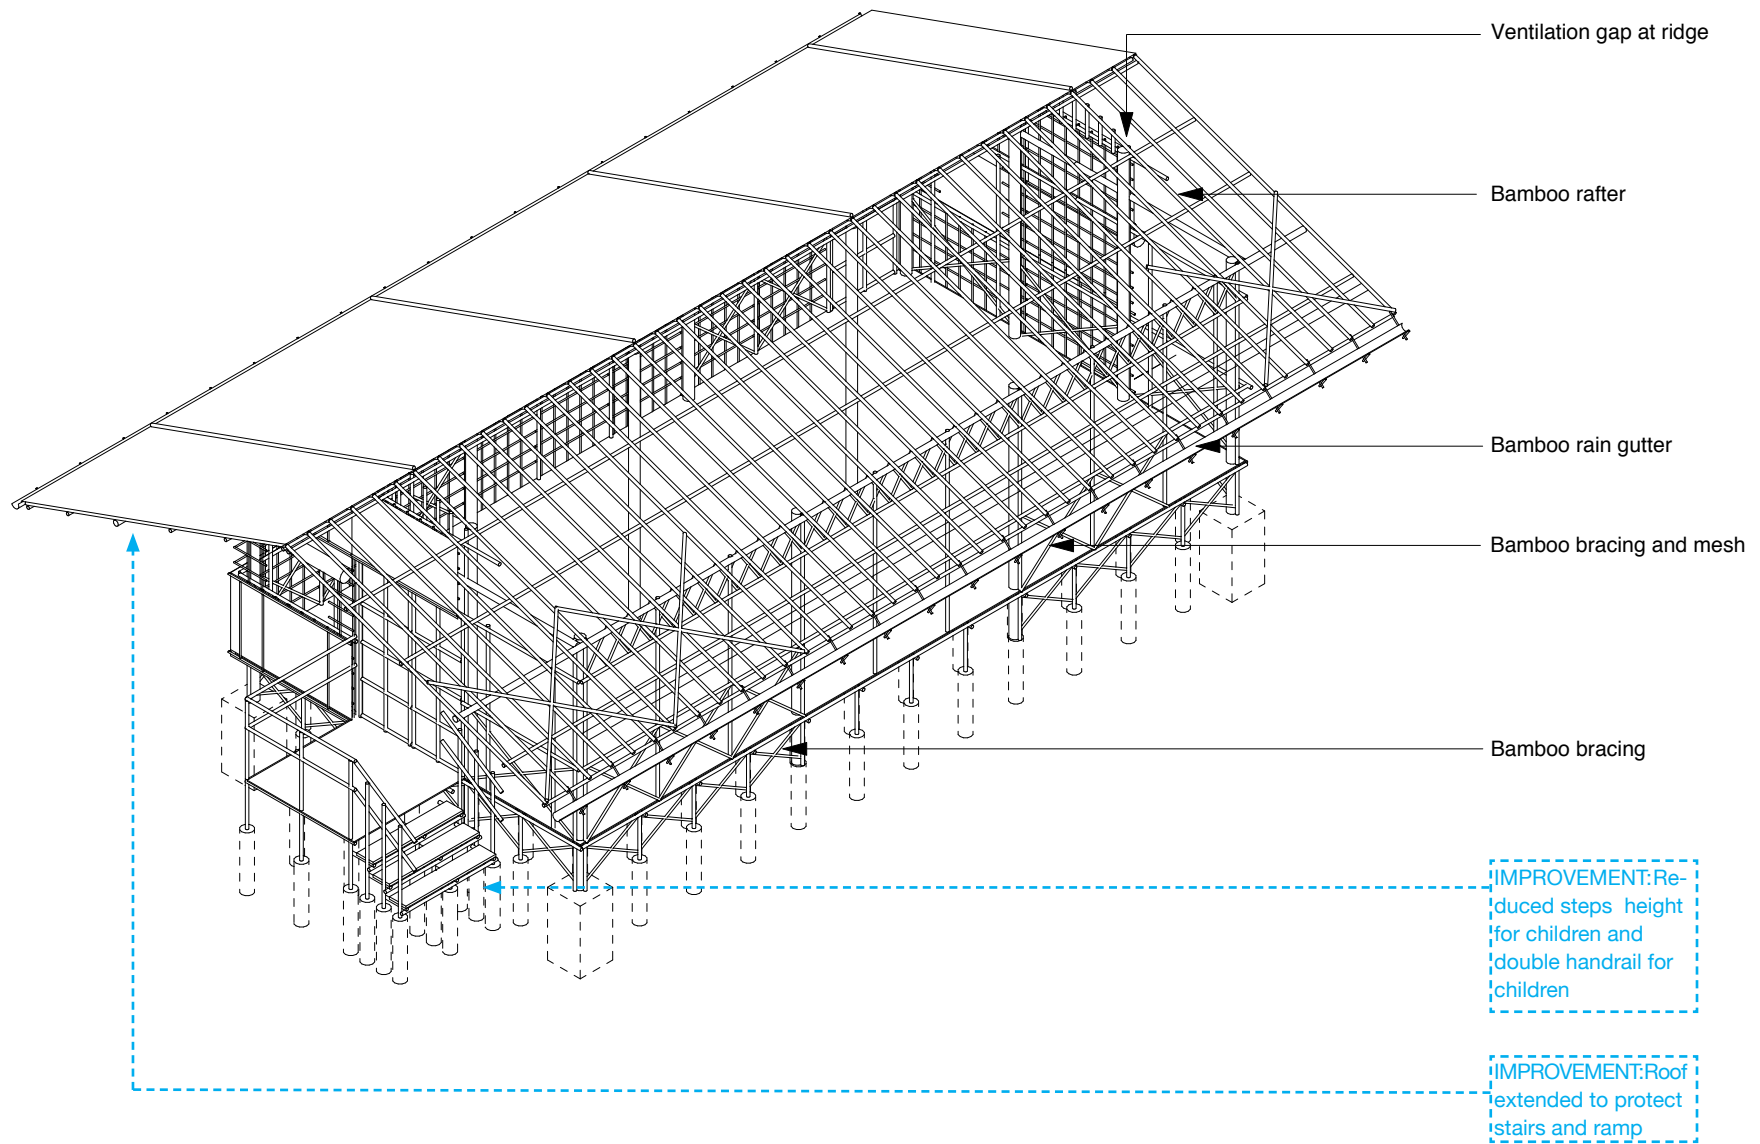 Ventilation gap at ridge
Bamboo rafter
Bamboo rain gutter
Bamboo bracing and mesh
Bamboo bracing
IMPROVEMENT:Re-
duced steps height
for children and
double handrail for
children
IMPROVEMENT:Roof
extended to protect
stairs and ramp